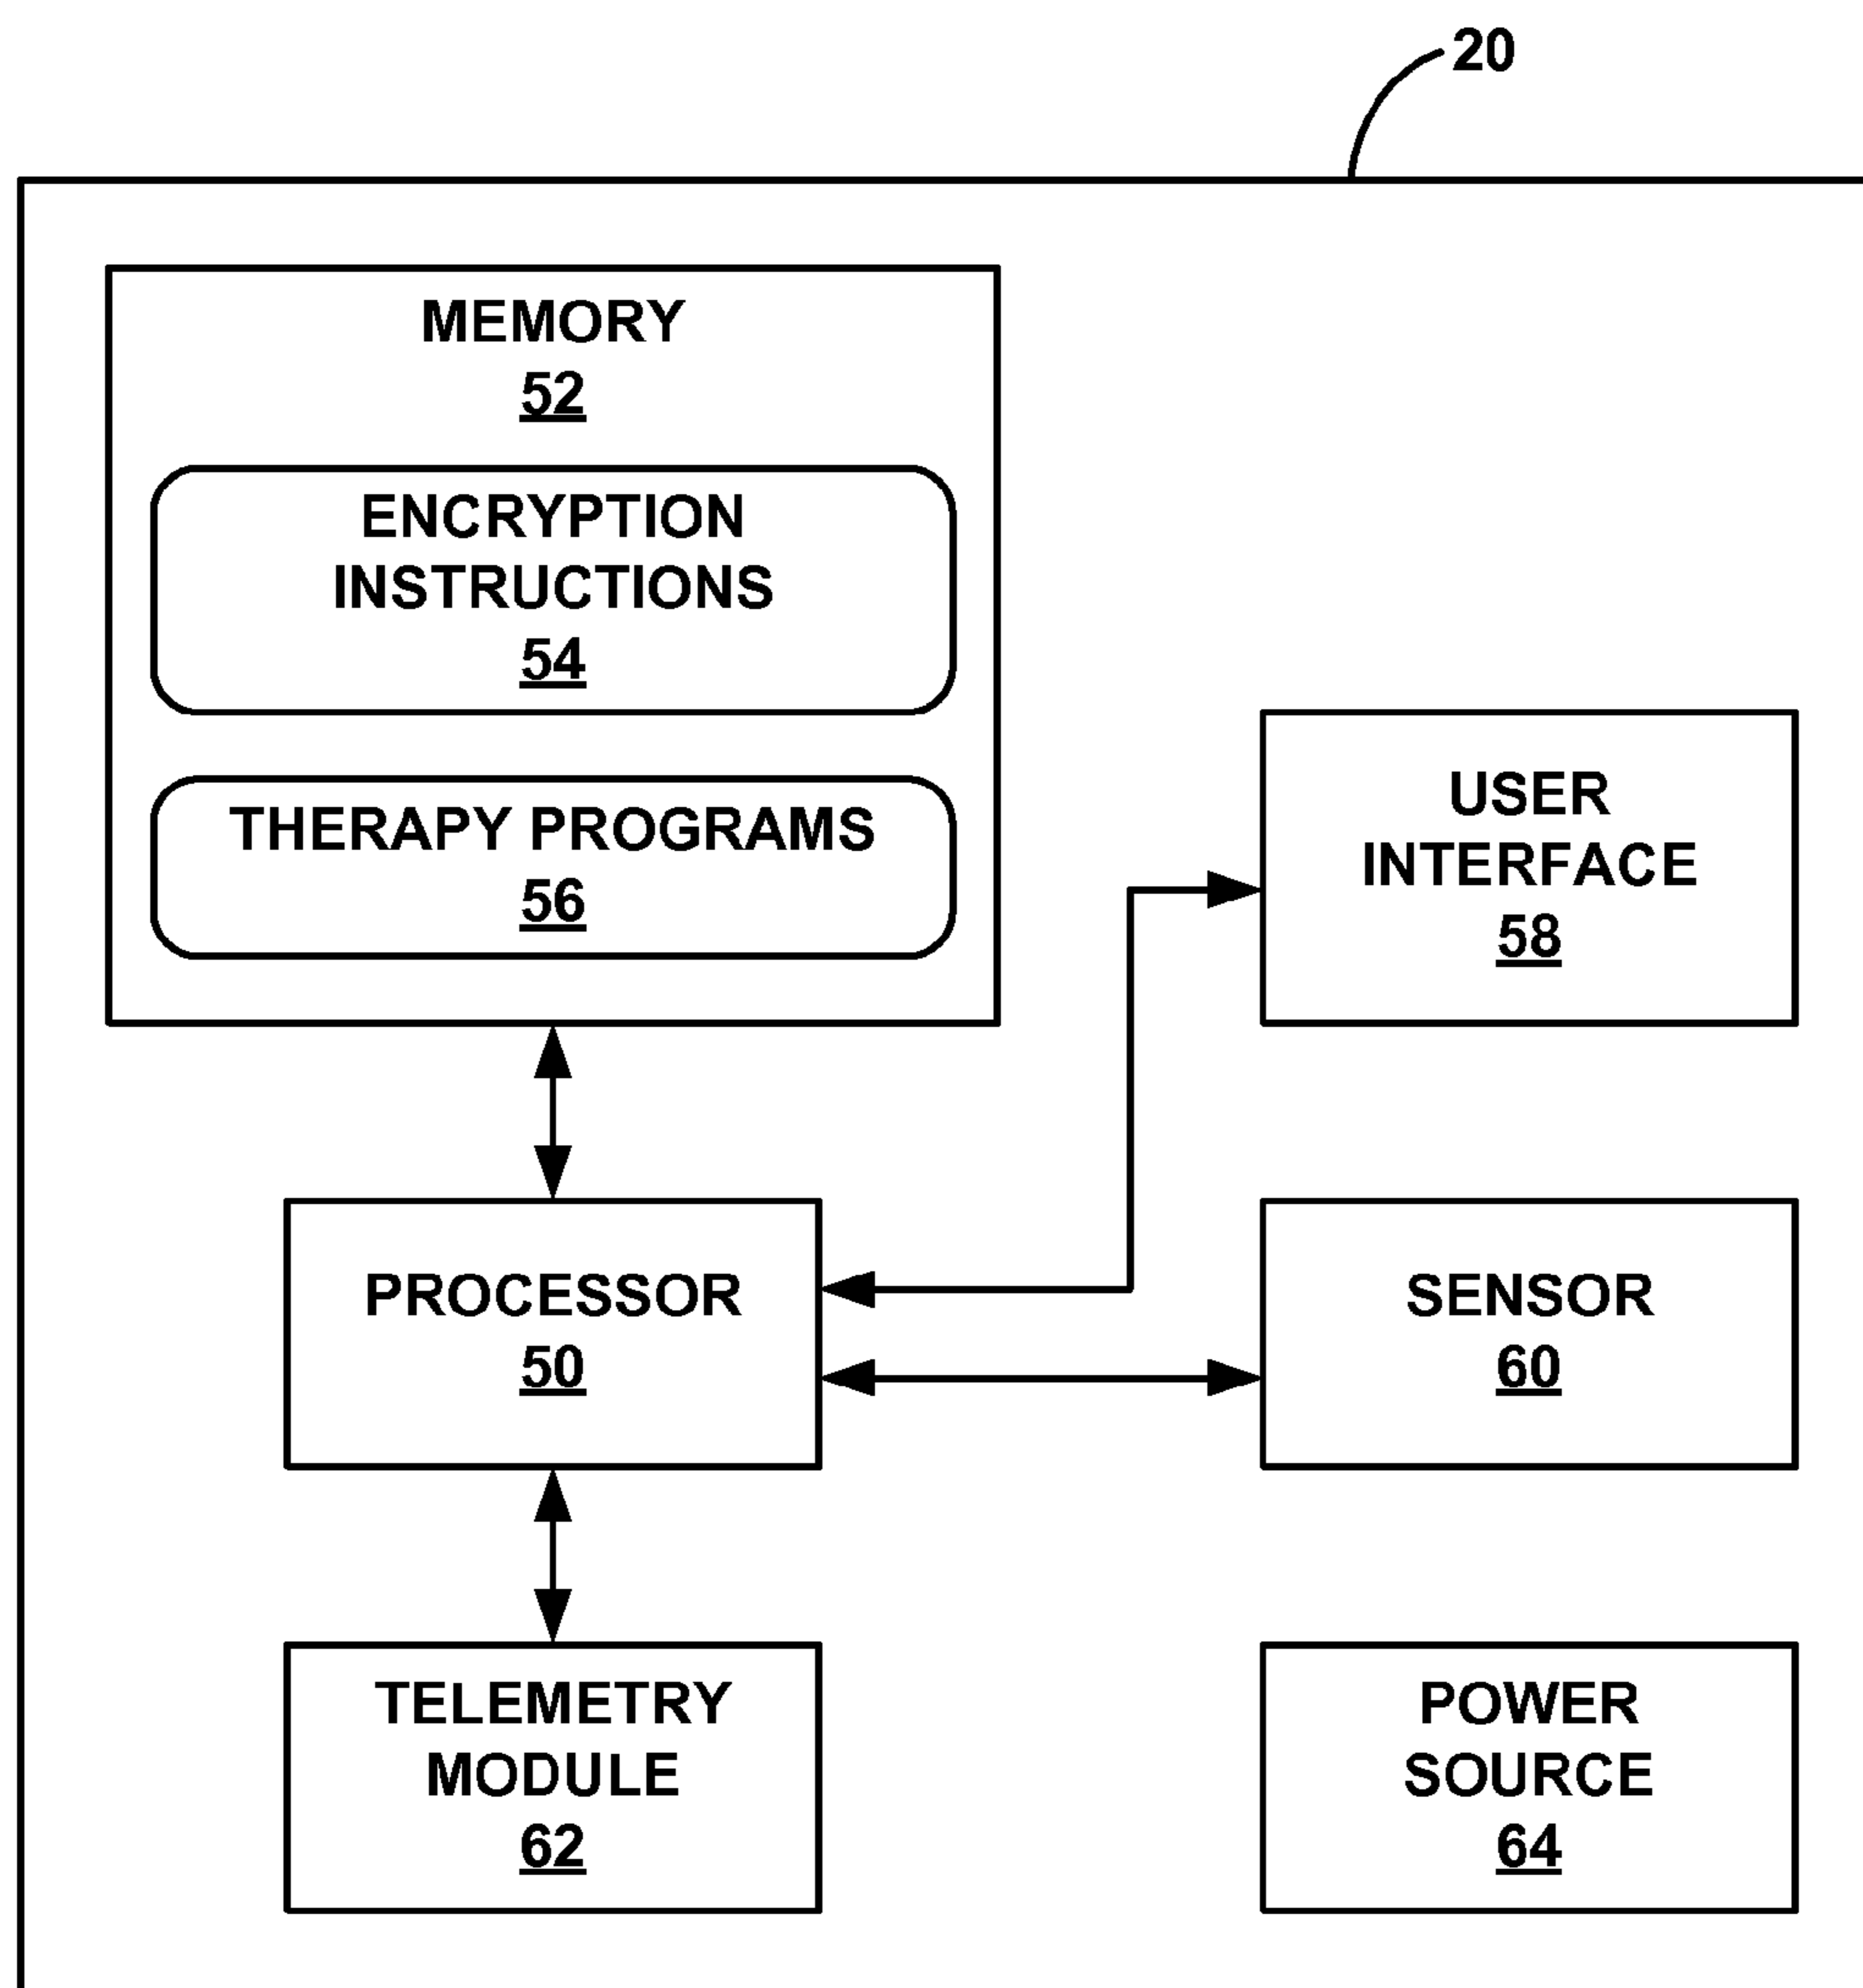 20
MEMORY
52
ENCRYPTION
INSTRUCTIONS
54
THERAPY PROGRAMS
56
USER
INTERFACE
58
PROCESSOR
50
SENSOR
60
TELEMETRY
MODULE
62
POWER
SOURCE
64